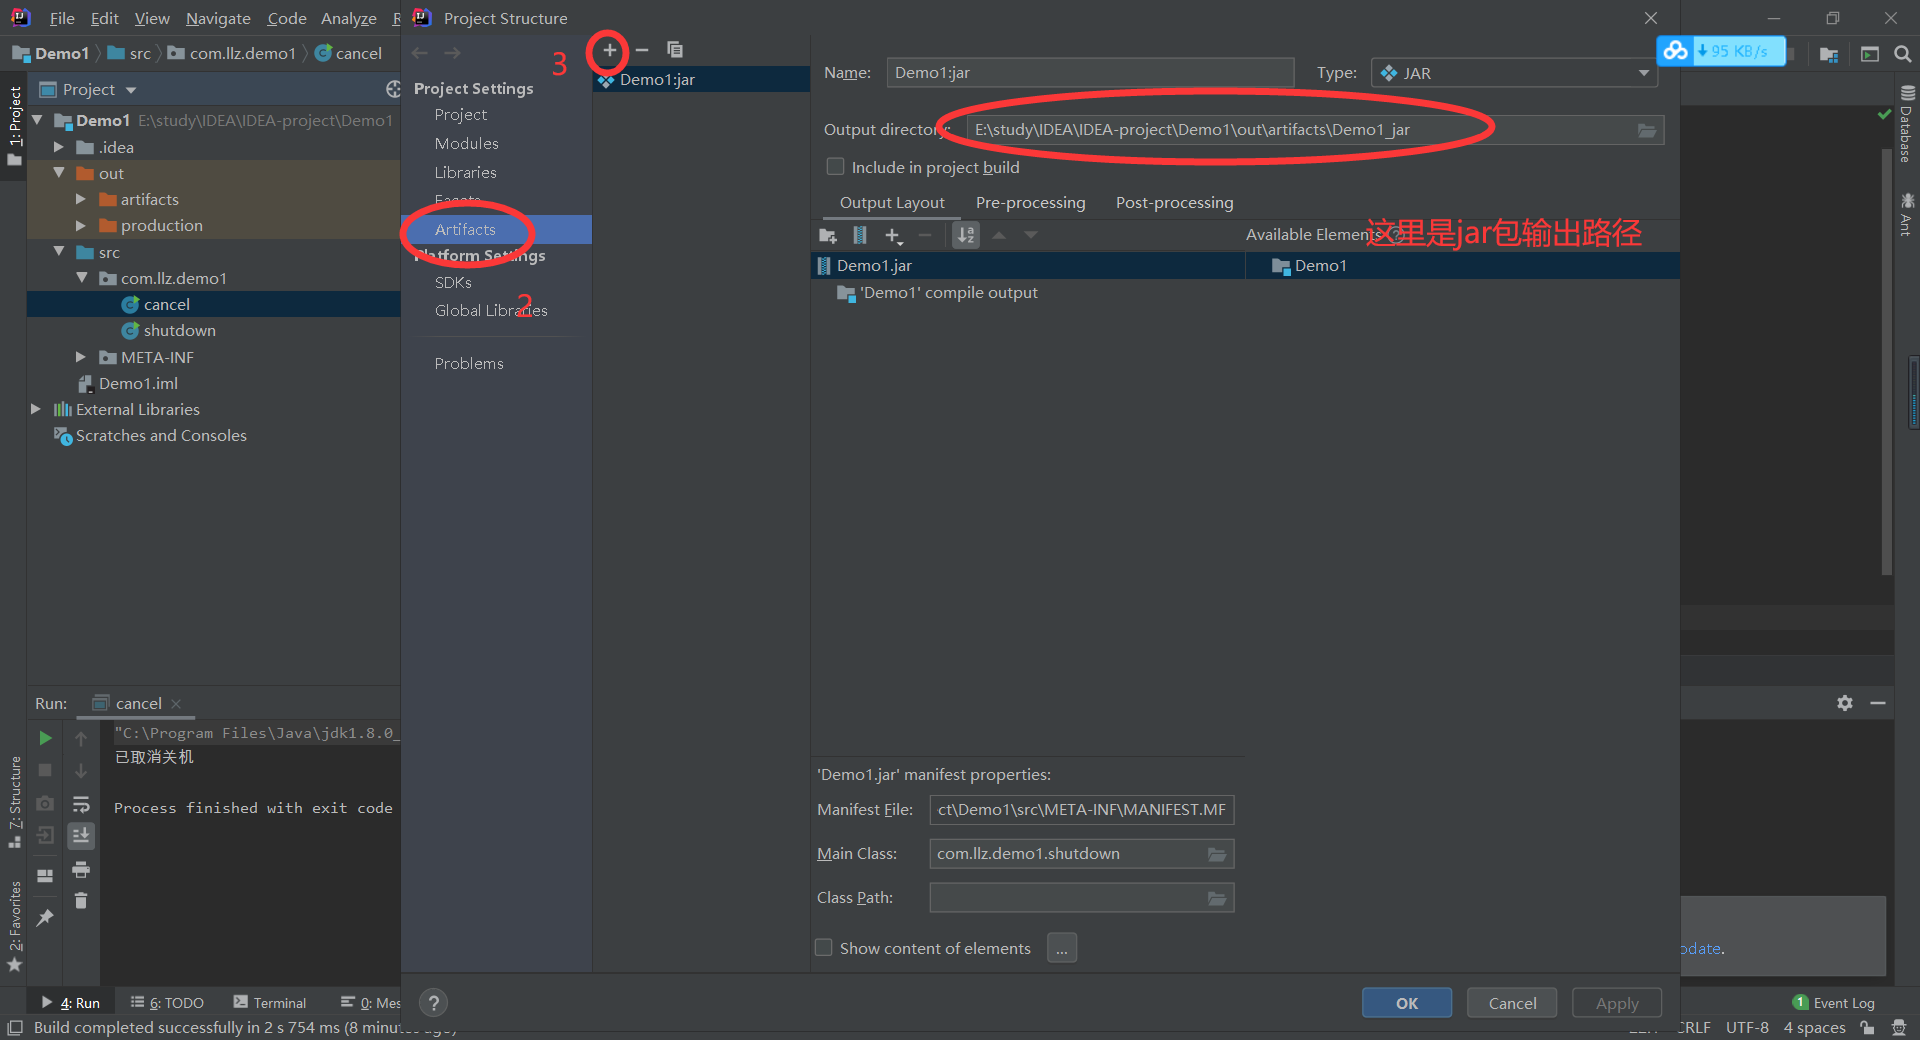 File Edit View Navigate Code Analyze R
Project Structure
95 KB/s
Demo1 src com.llz.demo1 cancel
3
Project
Demo1 E:\study\IDEA\IDEA-project\Demo1
.idea
out
artifacts
production
src
com.llz.demo1
cancel
shutdown
META-INF
Demo1.iml
External Libraries
Scratches and Consoles
1: Project
7: Structure
2: Favorites
Project Settings
Project
Modules
Libraries
Facets
Artifacts
Platform Settings
SDKs
2
Global Libraries
Problems
Demo1:jar
Name: Demo1:jar Type: JAR
Output directory: E:\study\IDEA\IDEA-project\Demo1\out\artifacts\Demo1_jar
Include in project build
Output Layout Pre-processing Post-processing
Available Elements
这里是jar包输出路径
Demo1.jar Demo1
'Demo1' compile output
'Demo1.jar' manifest properties:
Manifest File: ct\Demo1\src\META-INF\MANIFEST.MF
Main Class: com.llz.demo1.shutdown
Class Path:
Show content of elements ...
? OK Cancel Apply
Database
Ant
Run: cancel
"C:\Program Files\Java\jdk1.8.0_
已取消关机
Process finished with exit code
4: Run 6: TODO Terminal 0: Mes
Event Log
Build completed successfully in 2 s 754 ms (8 minutes ago)
CRLF UTF-8 4 spaces